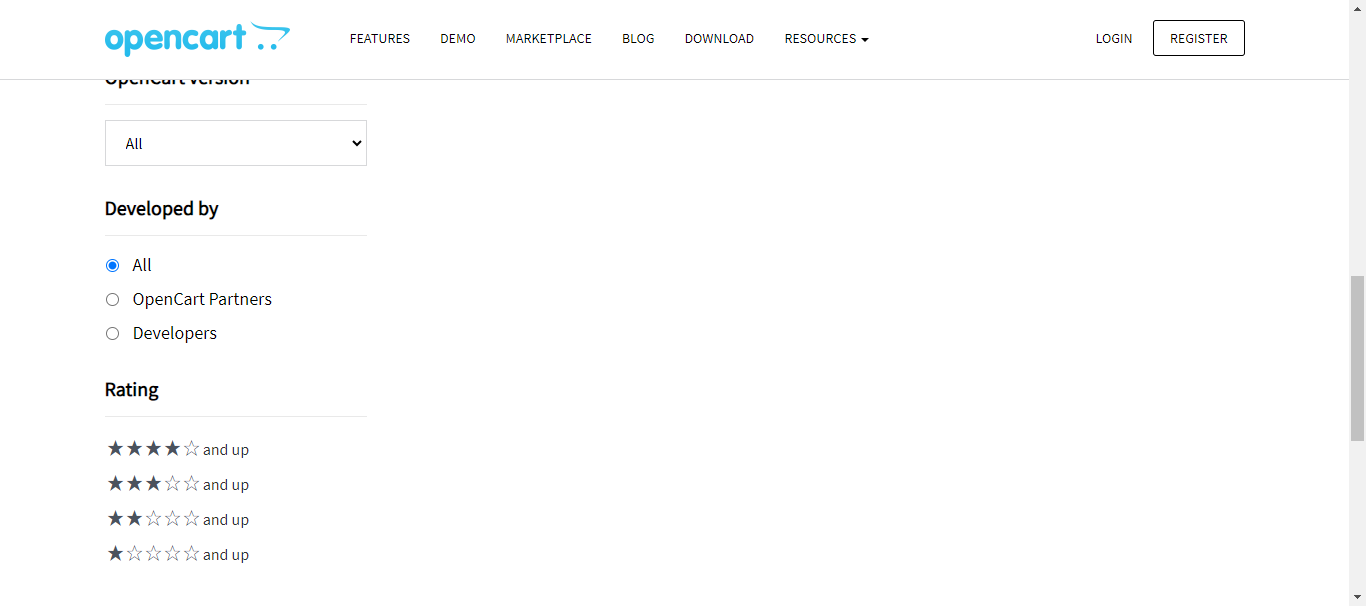 opencart
FEATURES DEMO MARKETPLACE BLOG DOWNLOAD RESOURCES LOGIN REGISTER
OpenCart version
All
Developed by
All
OpenCart Partners
Developers
Rating
★★★★☆ and up
★★★☆☆ and up
★★☆☆☆ and up
★☆☆☆☆ and up